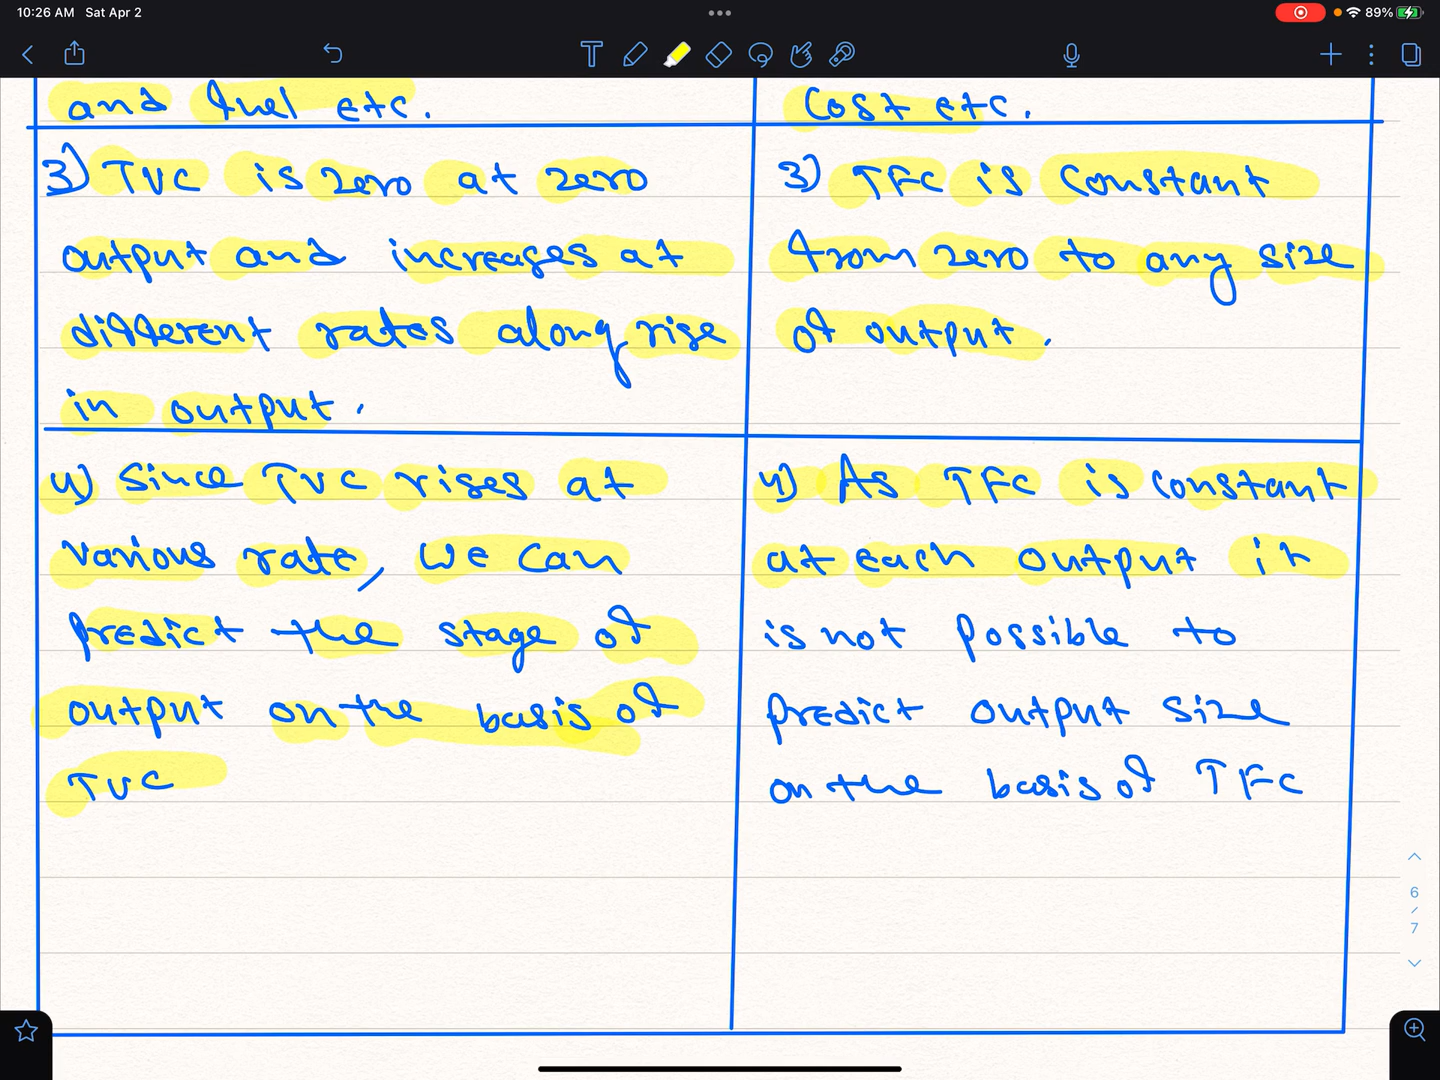 10:26 AM Sat Apr 2
89%
and fuel etc.
Cost etc.
3) TVC is zero at zero
output and increases at
different rates along rise
in output.
3) TFC is constant
from zero to any size
of output.
4) Since TVC rises at
various rate, we can
predict the stage of
output on the basis of
TVC
4) As TFC is constant
at each output it
is not possible to
predict output size
on the basis of TFC
6
/
7